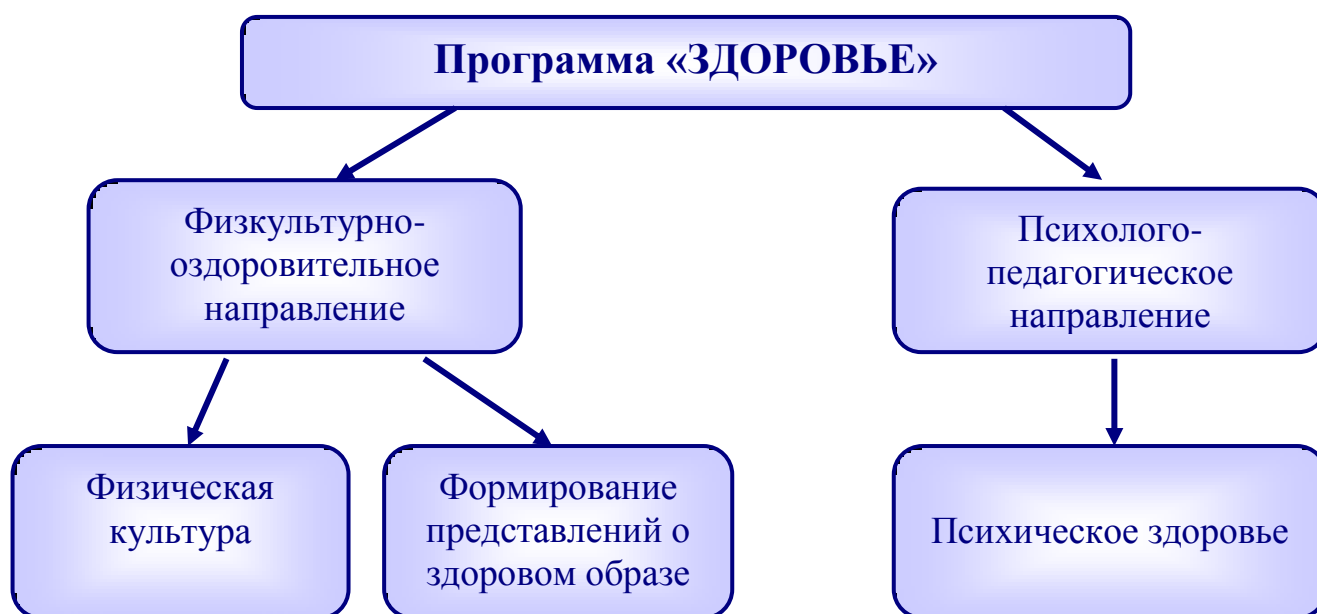 Программа «ЗДОРОВЬЕ»
Физкультурно-
оздоровительное
направление
Психолого-
педагогическое
направление
Физическая
культура
Формирование
представлений о
здоровом образе
Психическое здоровье